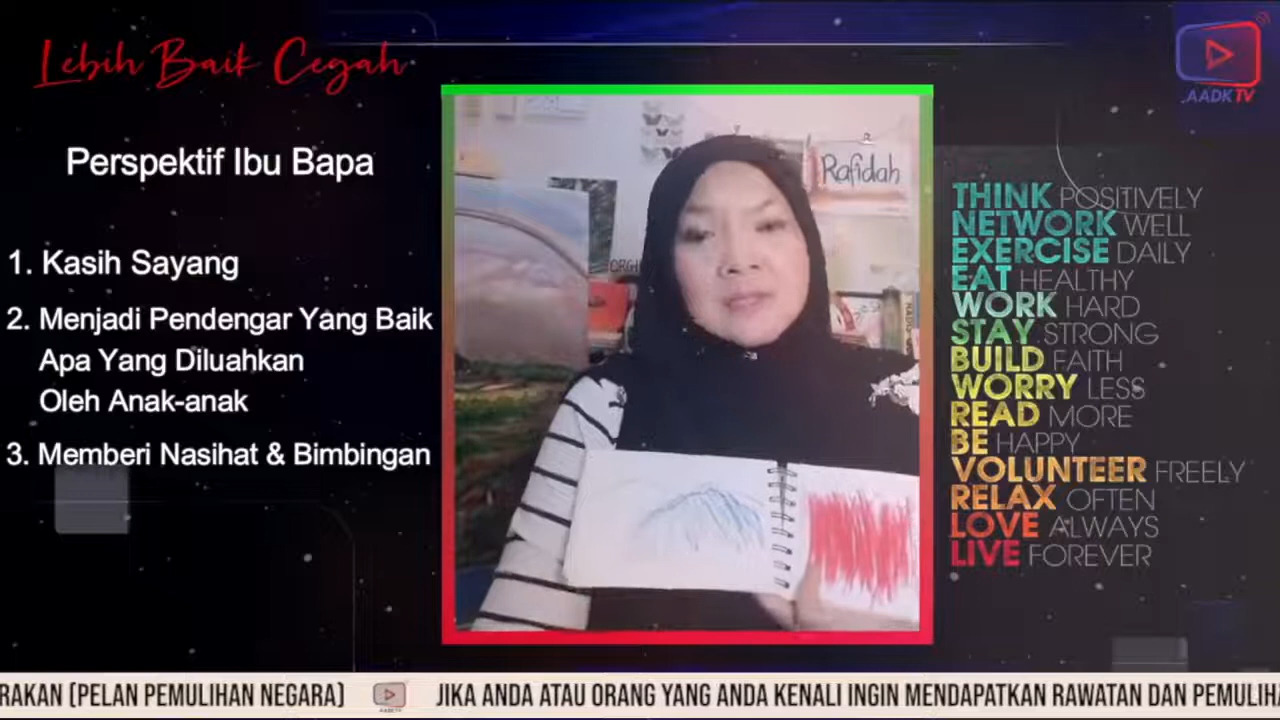 Lebih Baik Cegah
AADKTV
Perspektif Ibu Bapa
1. Kasih Sayang
2. Menjadi Pendengar Yang Baik
Apa Yang Diluahkan
Oleh Anak-anak
3. Memberi Nasihat & Bimbingan
Rafidah
THINK POSITIVELY
NETWORK WELL
EXERCISE DAILY
EAT HEALTHY
WORK HARD
STAY STRONG
BUILD FAITH
WORRY LESS
READ MORE
BE HAPPY
VOLUNTEER FREELY
RELAX OFTEN
LOVE ALWAYS
LIVE FOREVER
RAKAN (PELAN PEMULIHAN NEGARA) JIKA ANDA ATAU ORANG YANG ANDA KENALI INGIN MENDAPATKAN RAWATAN DAN PEMULIHA